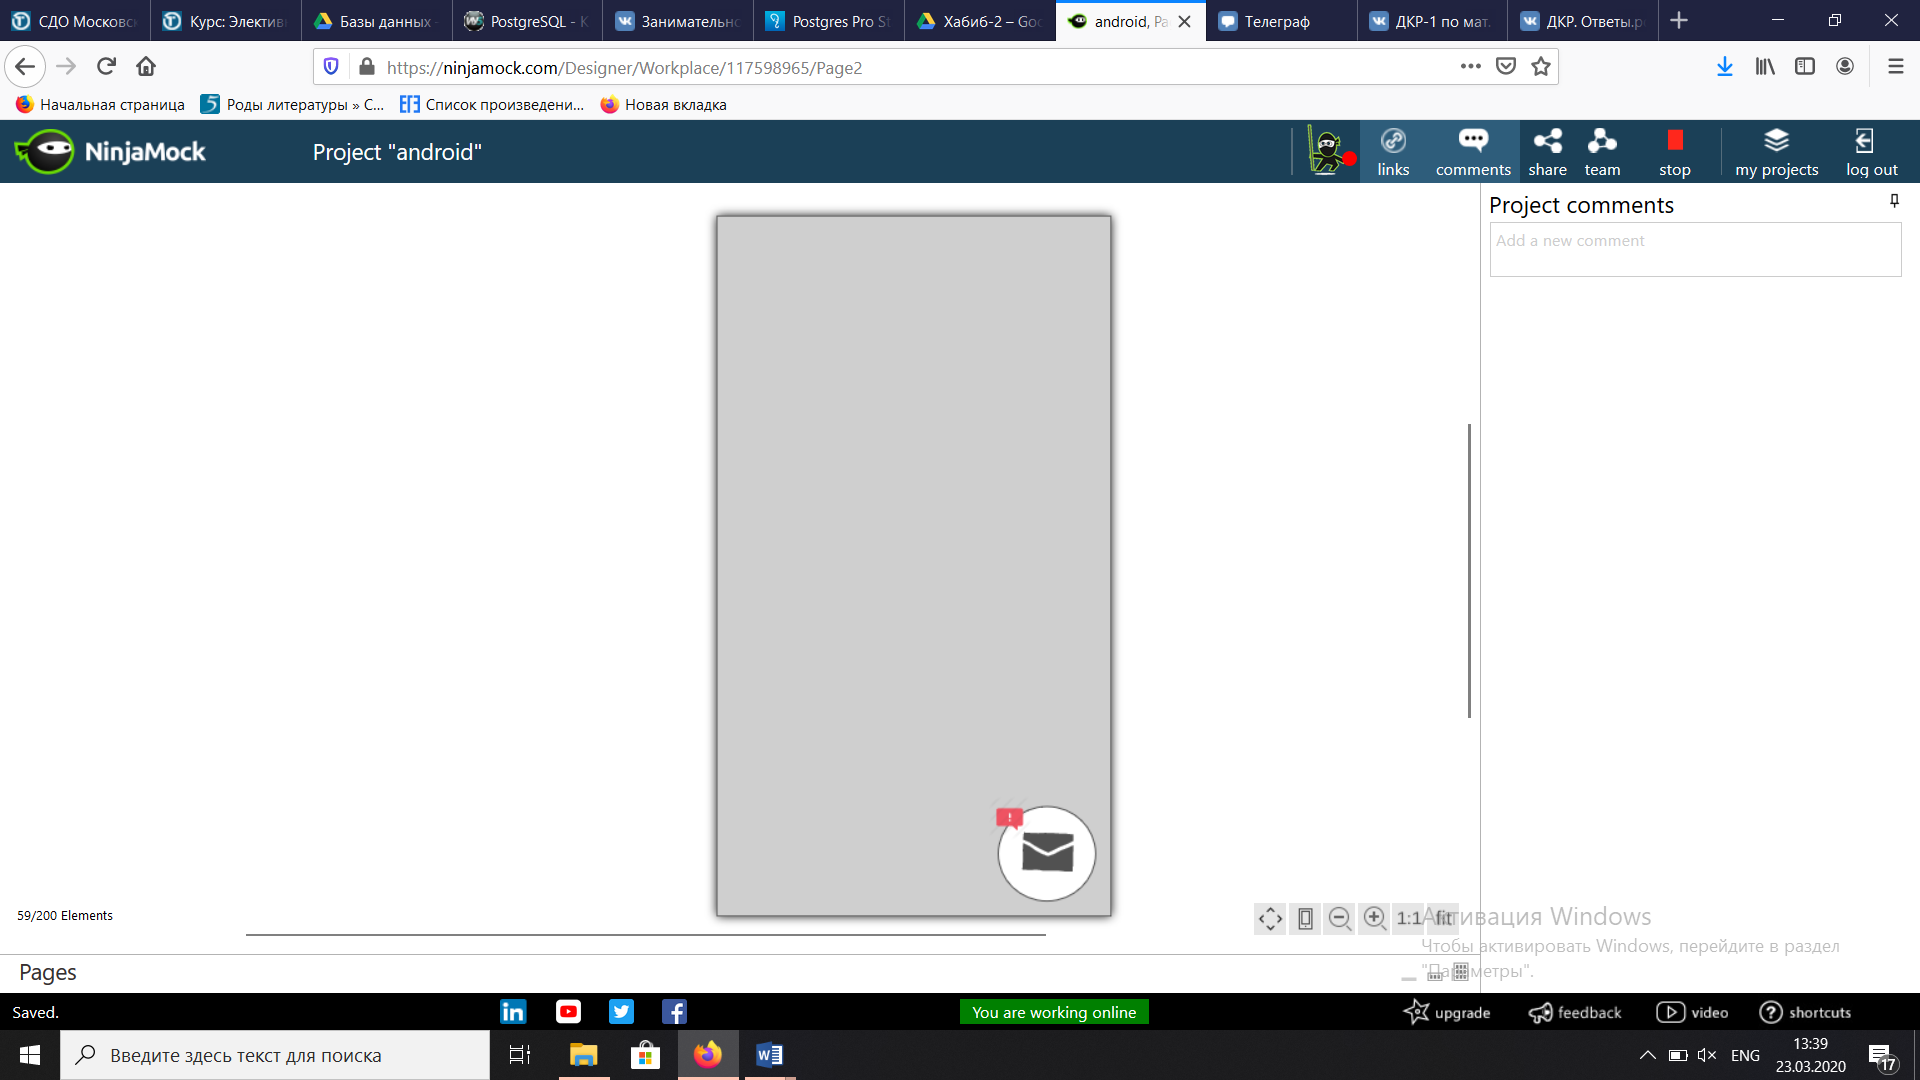 СДО Московс
Курс: Электив
Базы данных
PostgreSQL - К
Занимательно
Postgres Pro St
Хабиб-2 – Goo
android, Pa
Телеграф
ДКР-1 по мат.
ДКР. Ответы.р
https://ninjamock.com/Designer/Workplace/117598965/Page2
Начальная страница
Роды литературы » С...
Список произведени...
Новая вкладка
NinjaMock
Project "android"
links
comments
share
team
stop
my projects
log out
Project comments
Add a new comment
59/200 Elements
1:1
fit
Активация Windows
Чтобы активировать Windows, перейдите в раздел
"Параметры".
Pages
Saved.
You are working online
upgrade
feedback
video
shortcuts
Введите здесь текст для поиска
ENG
13:39
23.03.2020
17